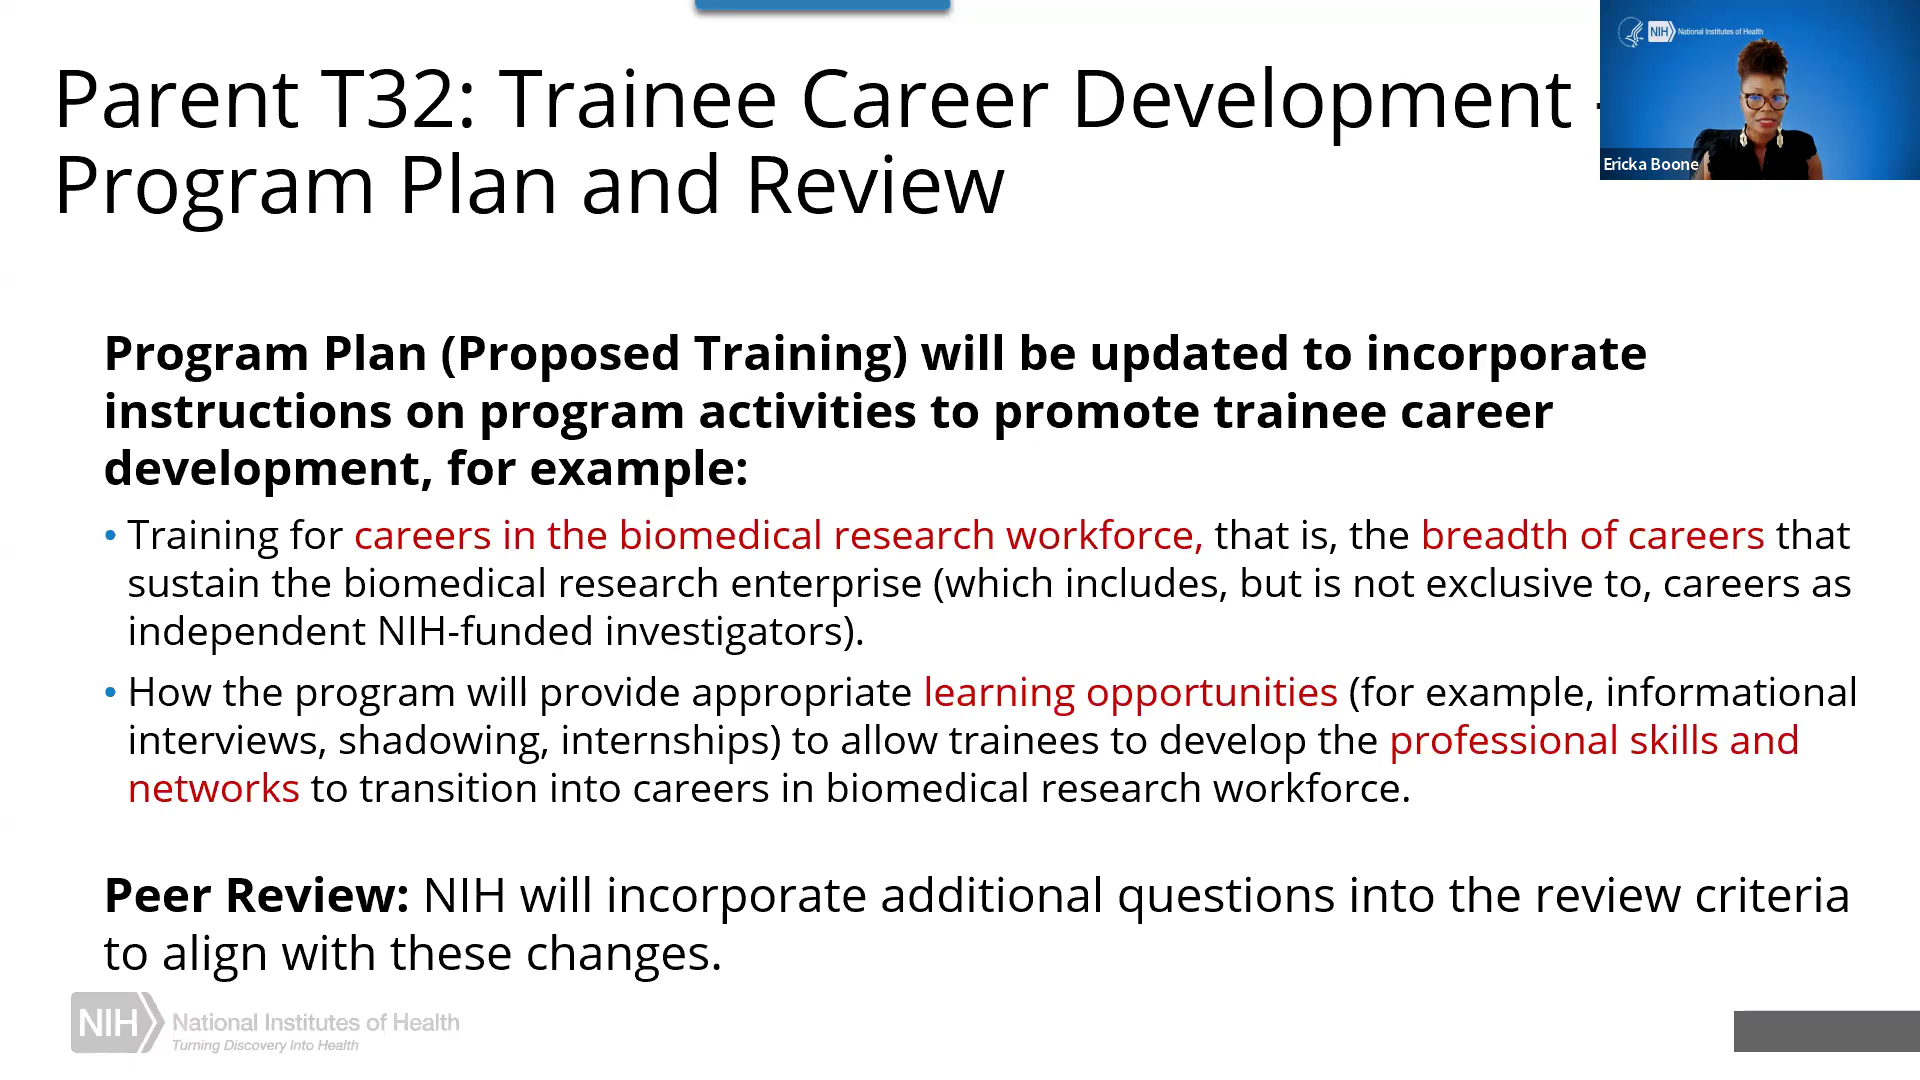 Parent T32: Trainee Career Development -
Program Plan and Review
NIH National Institutes of Health
Ericka Boone
Program Plan (Proposed Training) will be updated to incorporate
instructions on program activities to promote trainee career
development, for example:
• Training for careers in the biomedical research workforce, that is, the breadth of careers that
sustain the biomedical research enterprise (which includes, but is not exclusive to, careers as
independent NIH-funded investigators).
• How the program will provide appropriate learning opportunities (for example, informational
interviews, shadowing, internships) to allow trainees to develop the professional skills and
networks to transition into careers in biomedical research workforce.
Peer Review: NIH will incorporate additional questions into the review criteria
to align with these changes.
NIH National Institutes of Health
Turning Discovery Into Health